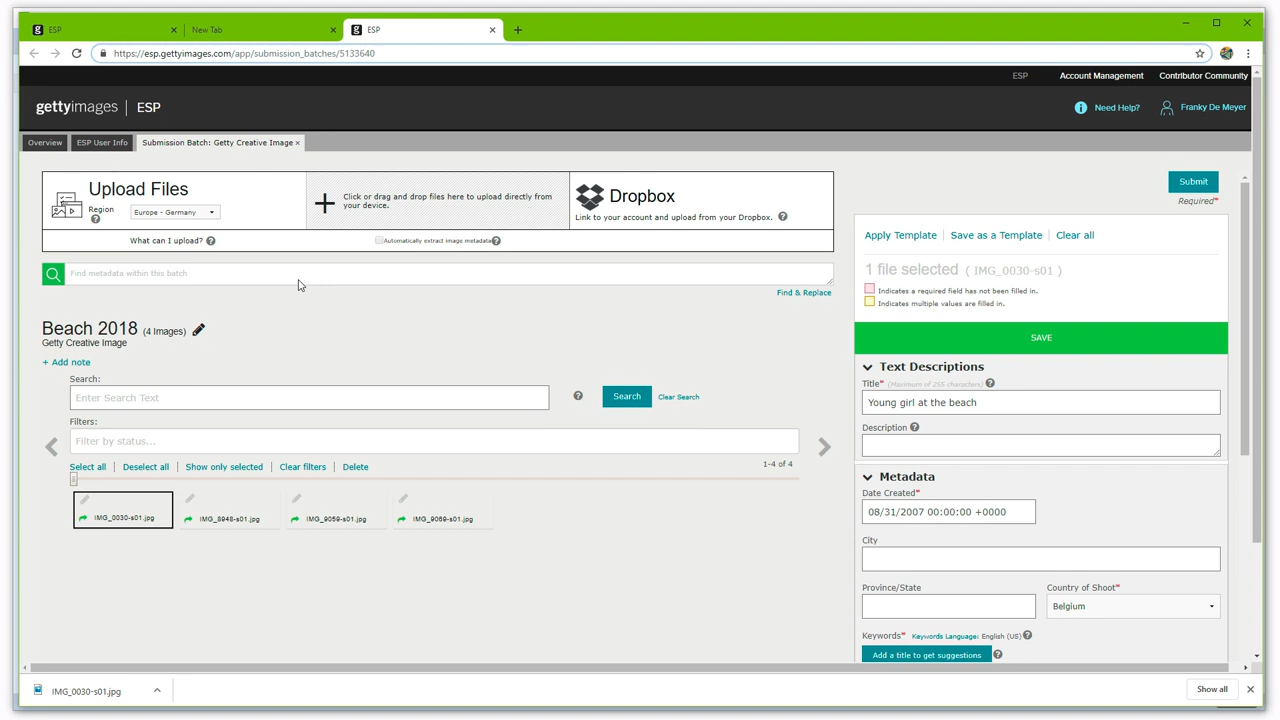 ESP
New Tab
ESP
https://esp.gettyimages.com/app/submission_batches/5133640
ESP Account Management Contributor Community
gettyimages | ESP
Need Help? Franky De Meyer
Overview
ESP User Info
Submission Batch: Getty Creative Image ×
Upload Files
Region
?
Europe - Germany
Click or drag and drop files here to upload directly from
your device.
Dropbox
Link to your account and upload from your Dropbox. ?
What can I upload? ?
Automatically extract image metadata ?
Find metadata within this batch
Find & Replace
Beach 2018 (4 Images)
Getty Creative Image
+ Add note
Search:
Enter Search Text
?
Search
Clear Search
Filters:
Filter by status...
Select all | Deselect all | Show only selected | Clear filters | Delete
1-4 of 4
IMG_0030-s01.jpg
IMG_8948-s01.jpg
IMG_9059-s01.jpg
IMG_9069-s01.jpg
Submit
Required*
Apply Template | Save as a Template | Clear all
1 file selected ( IMG_0030-s01 )
Indicates a required field has not been filled in.
Indicates multiple values are filled in.
SAVE
Text Descriptions
Title* (Maximum of 255 characters) ?
Young girl at the beach
Description ?
Metadata
Date Created*
08/31/2007 00:00:00 +0000
City
Province/State
Country of Shoot*
Belgium
Keywords* Keywords Language: English (US) ?
Add a title to get suggestions ?
IMG_0030-s01.jpg
Show all